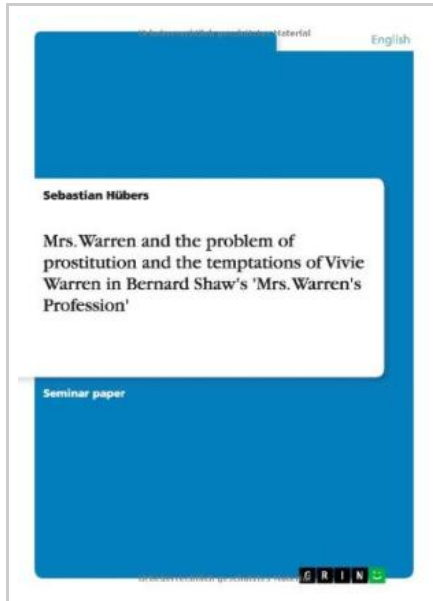 English
Sebastian Hübers
Mrs. Warren and the problem of
prostitution and the temptations of Vivie
Warren in Bernard Shaw's 'Mrs. Warren's
Profession'
Seminar paper
GRIN